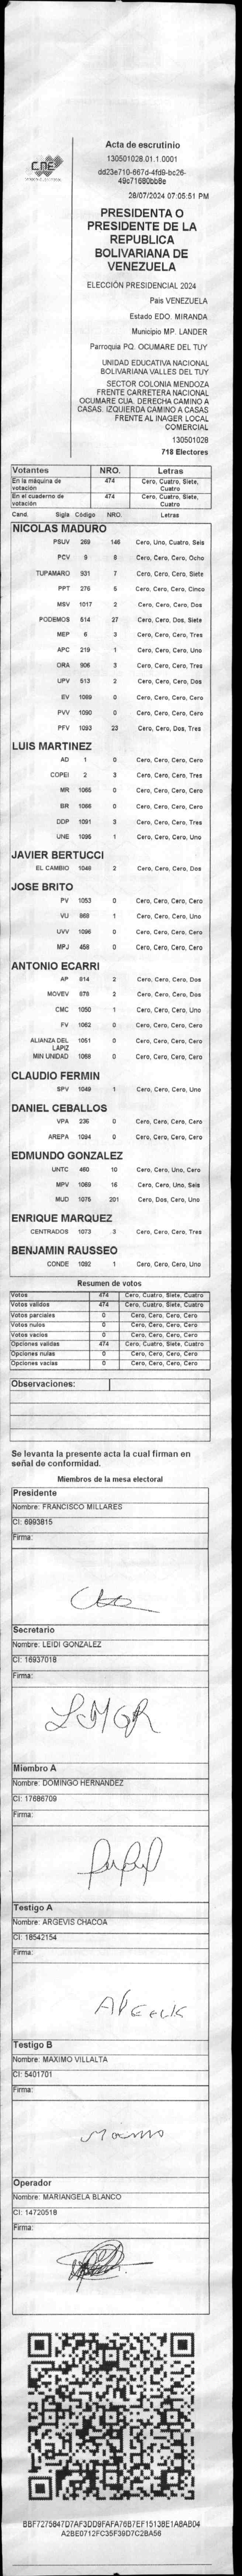 CNE
Acta de escrutinio
130501028.01.1.0001
28/07/2024 07:05:51 PM
PRESIDENTA O
PRESIDENTE DE LA
REPUBLICA
BOLIVARIANA DE
VENEZUELA
ELECCIÓN PRESIDENCIAL 2024
Pais VENEZUELA
Estado EDO. MIRANDA
Municipio MP. LANDER
Parroquia PQ. OCUMARE DEL TUY
UNIDAD EDUCATIVA NACIONAL
BOLIVARIANA VALLES DEL TUY
SECTOR COLONIA MENDOZA
FRENTE CARRETERA NACIONAL
OCUMARE CUA. DERECHA CAMINO A
CASAS. IZQUIERDA CAMINO A CASAS
FRENTE AL INAGER LOCAL
COMERCIAL
130501028
718 Electores
Votantes NRO. Letras
En la máquina de votación 474 Cero, Cuatro, Siete, Cuatro
En el cuaderno de votación 474 Cero, Cuatro, Siete, Cuatro
Cand. Sigla Código NRO. Letras
NICOLAS MADURO
PSUV 269 146 Cero, Uno, Cuatro, Seis
PCV 9 8 Cero, Cero, Cero, Ocho
TUPAMARO 931 7 Cero, Cero, Cero, Siete
PPT 276 5 Cero, Cero, Cero, Cinco
MSV 1017 2 Cero, Cero, Cero, Dos
PODEMOS 514 27 Cero, Cero, Dos, Siete
MEP 6 3 Cero, Cero, Cero, Tres
APC 219 1 Cero, Cero, Cero, Uno
ORA 906 3 Cero, Cero, Cero, Tres
UPV 513 2 Cero, Cero, Cero, Dos
EV 1089 0 Cero, Cero, Cero, Cero
PVV 1090 0 Cero, Cero, Cero, Cero
PFV 1093 23 Cero, Cero, Dos, Tres
LUIS MARTINEZ
AD 1 0 Cero, Cero, Cero, Cero
COPEI 2 3 Cero, Cero, Cero, Tres
MR 1065 0 Cero, Cero, Cero, Cero
BR 1086 0 Cero, Cero, Cero, Cero
DDP 1091 3 Cero, Cero, Cero, Tres
UNE 1095 1 Cero, Cero, Cero, Uno
JAVIER BERTUCCI
EL CAMBIO 1048 2 Cero, Cero, Cero, Dos
JOSE BRITO
PV 1053 0 Cero, Cero, Cero, Cero
VU 868 1 Cero, Cero, Cero, Uno
UVV 1096 0 Cero, Cero, Cero, Cero
MPJ 458 0 Cero, Cero, Cero, Cero
ANTONIO ECARRI
AP 614 2 Cero, Cero, Cero, Dos
MOVEV 678 2 Cero, Cero, Cero, Dos
CMC 1050 1 Cero, Cero, Cero, Uno
FV 1062 0 Cero, Cero, Cero, Cero
ALIANZA DEL LAPIZ 1051 0 Cero, Cero, Cero, Cero
MIN UNIDAD 1068 0 Cero, Cero, Cero, Cero
CLAUDIO FERMIN
SPV 1049 1 Cero, Cero, Cero, Uno
DANIEL CEBALLOS
VPA 235 0 Cero, Cero, Cero, Cero
AREPA 1094 0 Cero, Cero, Cero, Cero
EDMUNDO GONZALEZ
UNTC 460 10 Cero, Cero, Uno, Cero
MPV 1069 16 Cero, Cero, Uno, Seis
MUD 1075 201 Cero, Dos, Cero, Uno
ENRIQUE MARQUEZ
CENTRADOS 1073 3 Cero, Cero, Cero, Tres
BENJAMIN RAUSSEO
CONDE 1092 1 Cero, Cero, Cero, Uno
Resumen de votos
Votos 474 Cero, Cuatro, Siete, Cuatro
Votos validos 474 Cero, Cuatro, Siete, Cuatro
Votos parciales 0 Cero, Cero, Cero, Cero
Votos nulos 0 Cero, Cero, Cero, Cero
Votos vacios 0 Cero, Cero, Cero, Cero
Opciones validas 474 Cero, Cuatro, Siete, Cuatro
Opciones nulas 0 Cero, Cero, Cero, Cero
Opciones vacias 0 Cero, Cero, Cero, Cero
Observaciones:
Se levanta la presente acta la cual firman en
señal de conformidad.
Miembros de la mesa electoral
Presidente
Nombre: FRANCISCO MILLARES
CI: 6993815
Firma:
Secretario
Nombre: LEIDI GONZALEZ
CI: 16937018
Firma:
Miembro A
Nombre: DOMINGO HERNANDEZ
CI: 17686709
Firma:
Testigo A
Nombre: ARGEVIS CHACOA
CI: 18542154
Firma:
Testigo B
Nombre: MAXIMO VILLALTA
CI: 5401701
Firma:
Operador
Nombre: MARIANGELA BLANCO
CI: 14720518
Firma: